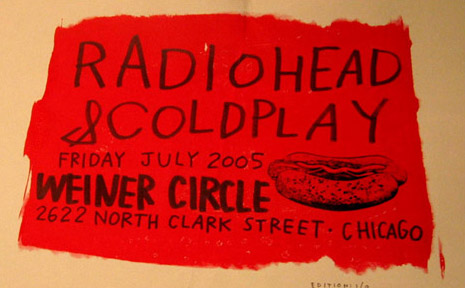 RADIOHEAD
&COLDPLAY
FRIDAY JULY 2005
WEINER CIRCLE
2622 NORTH CLARK STREET · CHICAGO